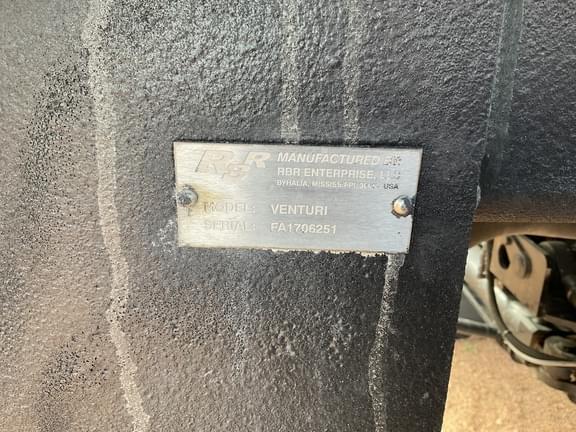 RBR
MANUFACTURED BY
RBR ENTERPRISE, LLC
BYHALIA, MISSISSIPPI, USA
MODEL: VENTURI
SERIAL: FA1706251